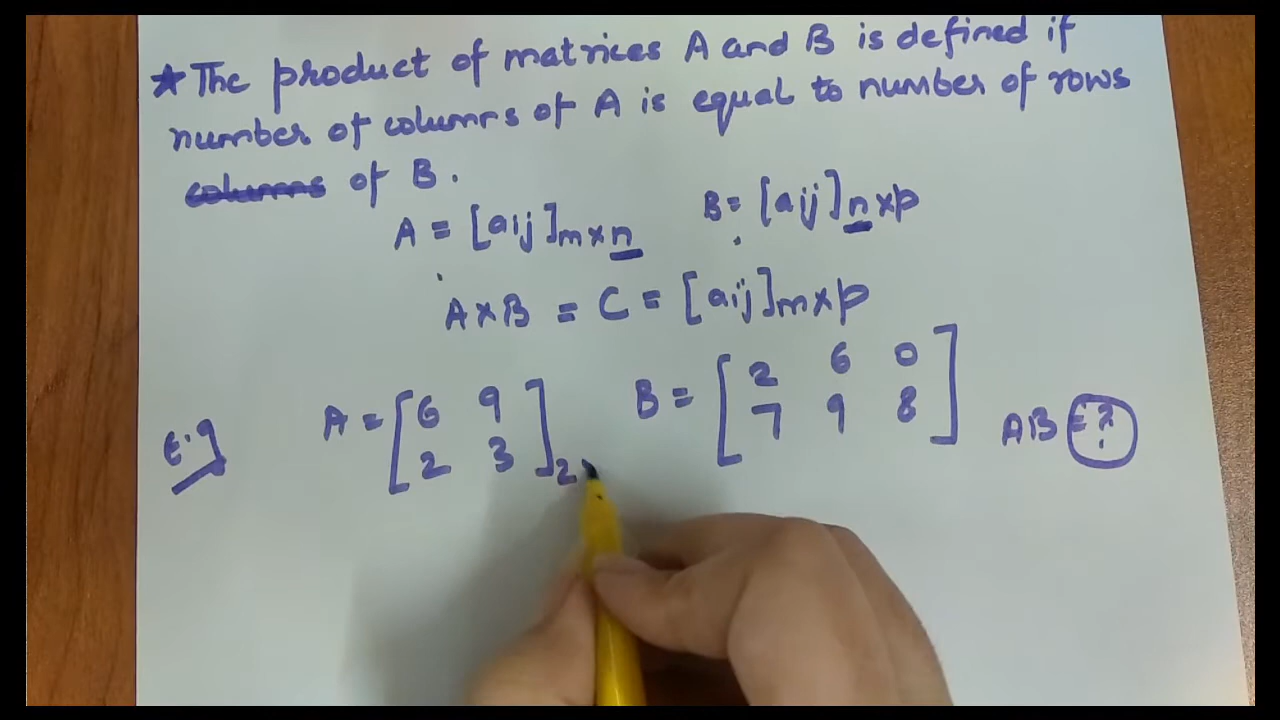 ★ The product of matrices A and B is defined if
number of columns of A is equal to number of rows
columns of B.
A = [aij]m×n B = [aij]n×p
A×B = C = [aij]m×p
E.g A = [6 9 B = [2 6 0
2 3]2 7 9 8] AB = ?